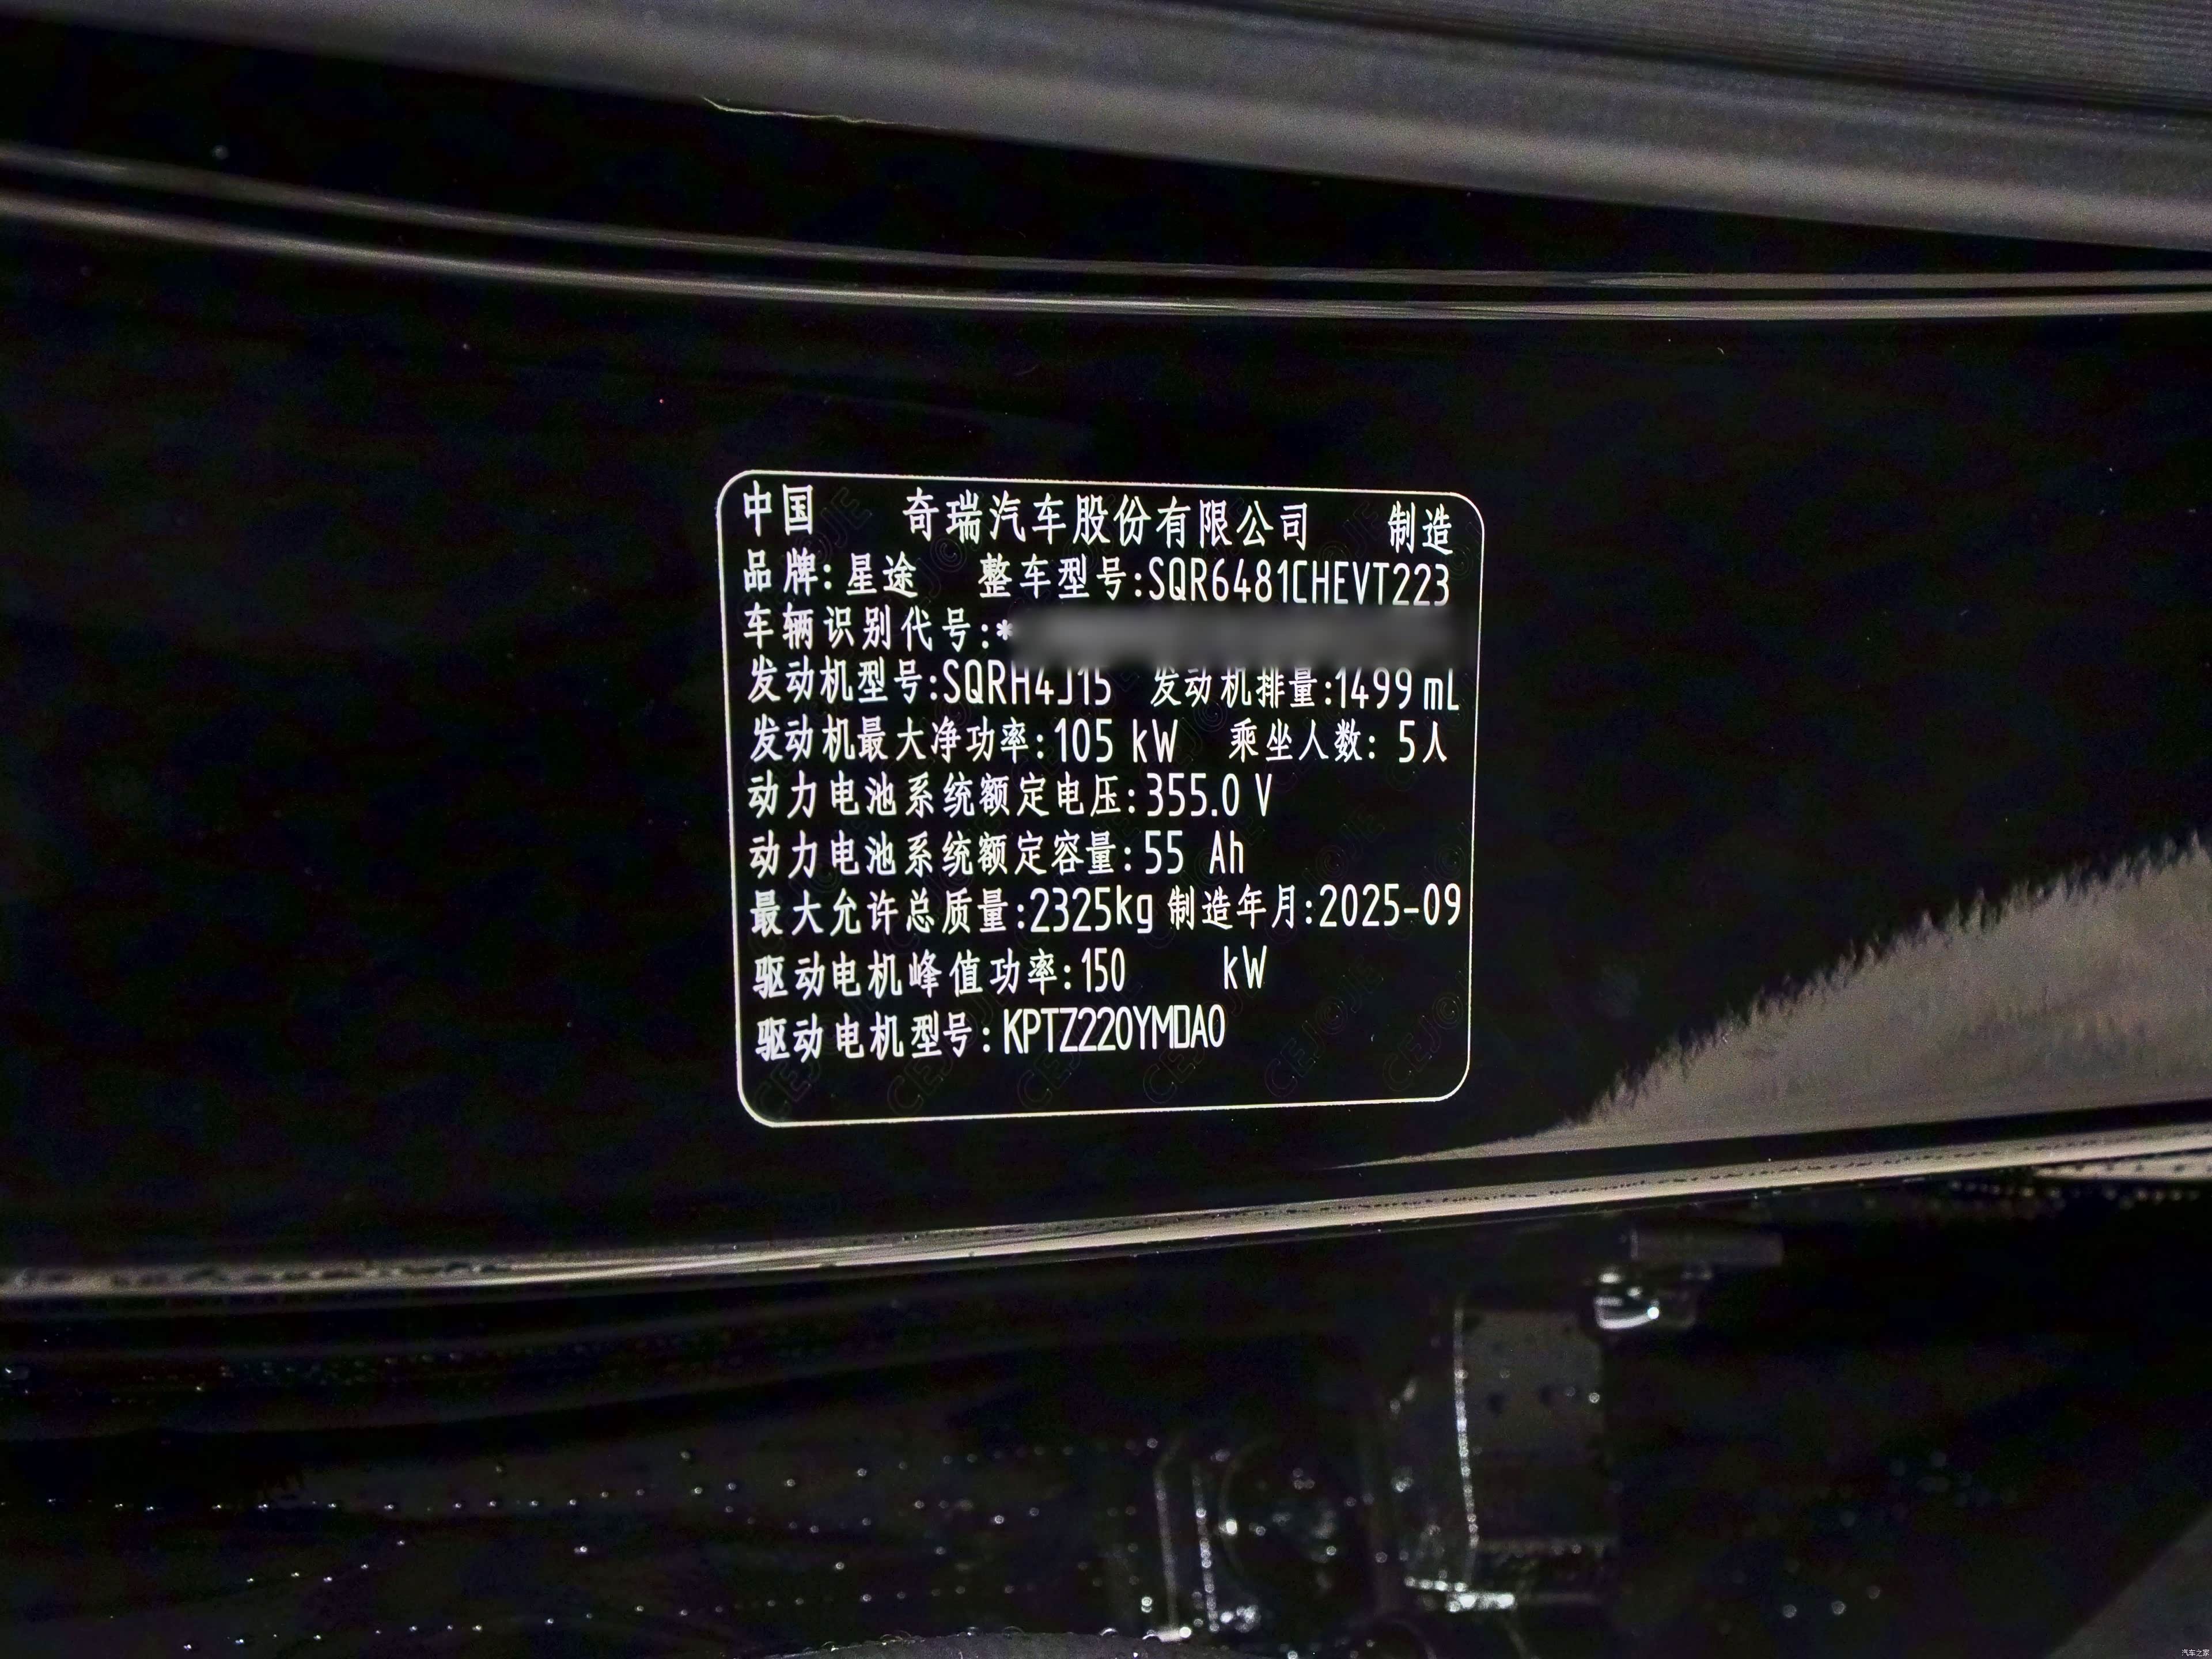 中国 奇瑞汽车股份有限公司 制造
品牌:星途 整车型号:SQR6481CHEVT223
车辆识别代号:*
发动机型号:SQRH4J15 发动机排量:1499mL
发动机最大净功率:105 kW 乘坐人数:5人
动力电池系统额定电压:355.0 V
动力电池系统额定容量:55 Ah
最大允许总质量:2325kg 制造年月:2025-09
驱动电机峰值功率:150 kW
驱动电机型号:KPTZ220YMDA0
汽车之家